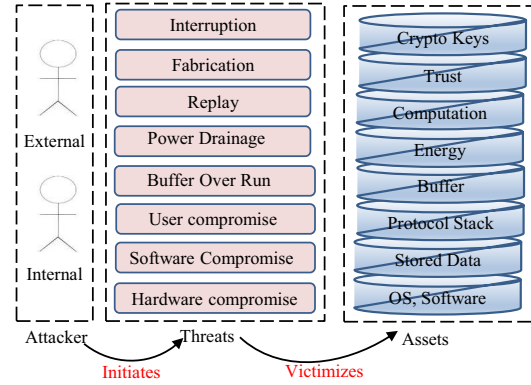 External
Internal
Attacker
Interruption
Fabrication
Replay
Power Drainage
Buffer Over Run
User compromise
Software Compromise
Hardware compromise
Threats
Crypto Keys
Trust
Computation
Energy
Buffer
Protocol Stack
Stored Data
OS, Software
Assets
Initiates
Victimizes